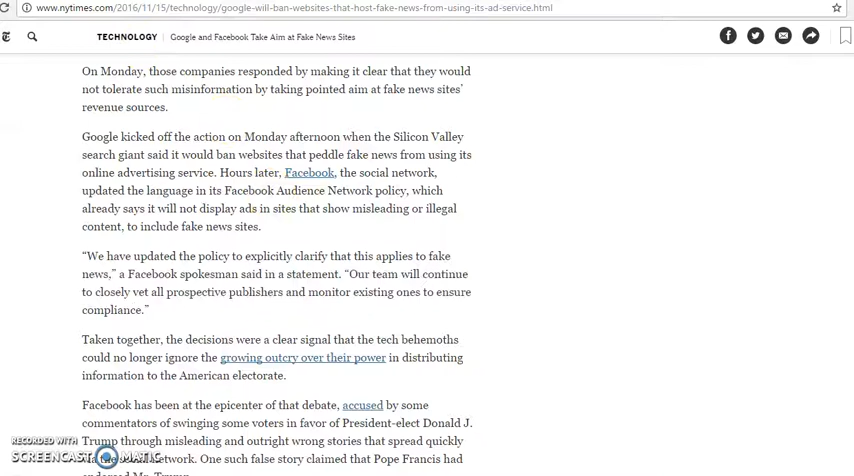 www.nytimes.com/2016/11/15/technology/google-will-ban-websites-that-host-fake-news-from-using-its-ad-service.html
TECHNOLOGY | Google and Facebook Take Aim at Fake News Sites
On Monday, those companies responded by making it clear that they would
not tolerate such misinformation by taking pointed aim at fake news sites’
revenue sources.
Google kicked off the action on Monday afternoon when the Silicon Valley
search giant said it would ban websites that peddle fake news from using its
online advertising service. Hours later, Facebook, the social network,
updated the language in its Facebook Audience Network policy, which
already says it will not display ads in sites that show misleading or illegal
content, to include fake news sites.
“We have updated the policy to explicitly clarify that this applies to fake
news,” a Facebook spokesman said in a statement. “Our team will continue
to closely vet all prospective publishers and monitor existing ones to ensure
compliance.”
Taken together, the decisions were a clear signal that the tech behemoths
could no longer ignore the growing outcry over their power in distributing
information to the American electorate.
Facebook has been at the epicenter of that debate, accused by some
commentators of swinging some voters in favor of President-elect Donald J.
Trump through misleading and outright wrong stories that spread quickly
the social network. One such false story claimed that Pope Francis had
endorsed Mr. Trump
RECORDED WITH
SCREENCAST MATIC